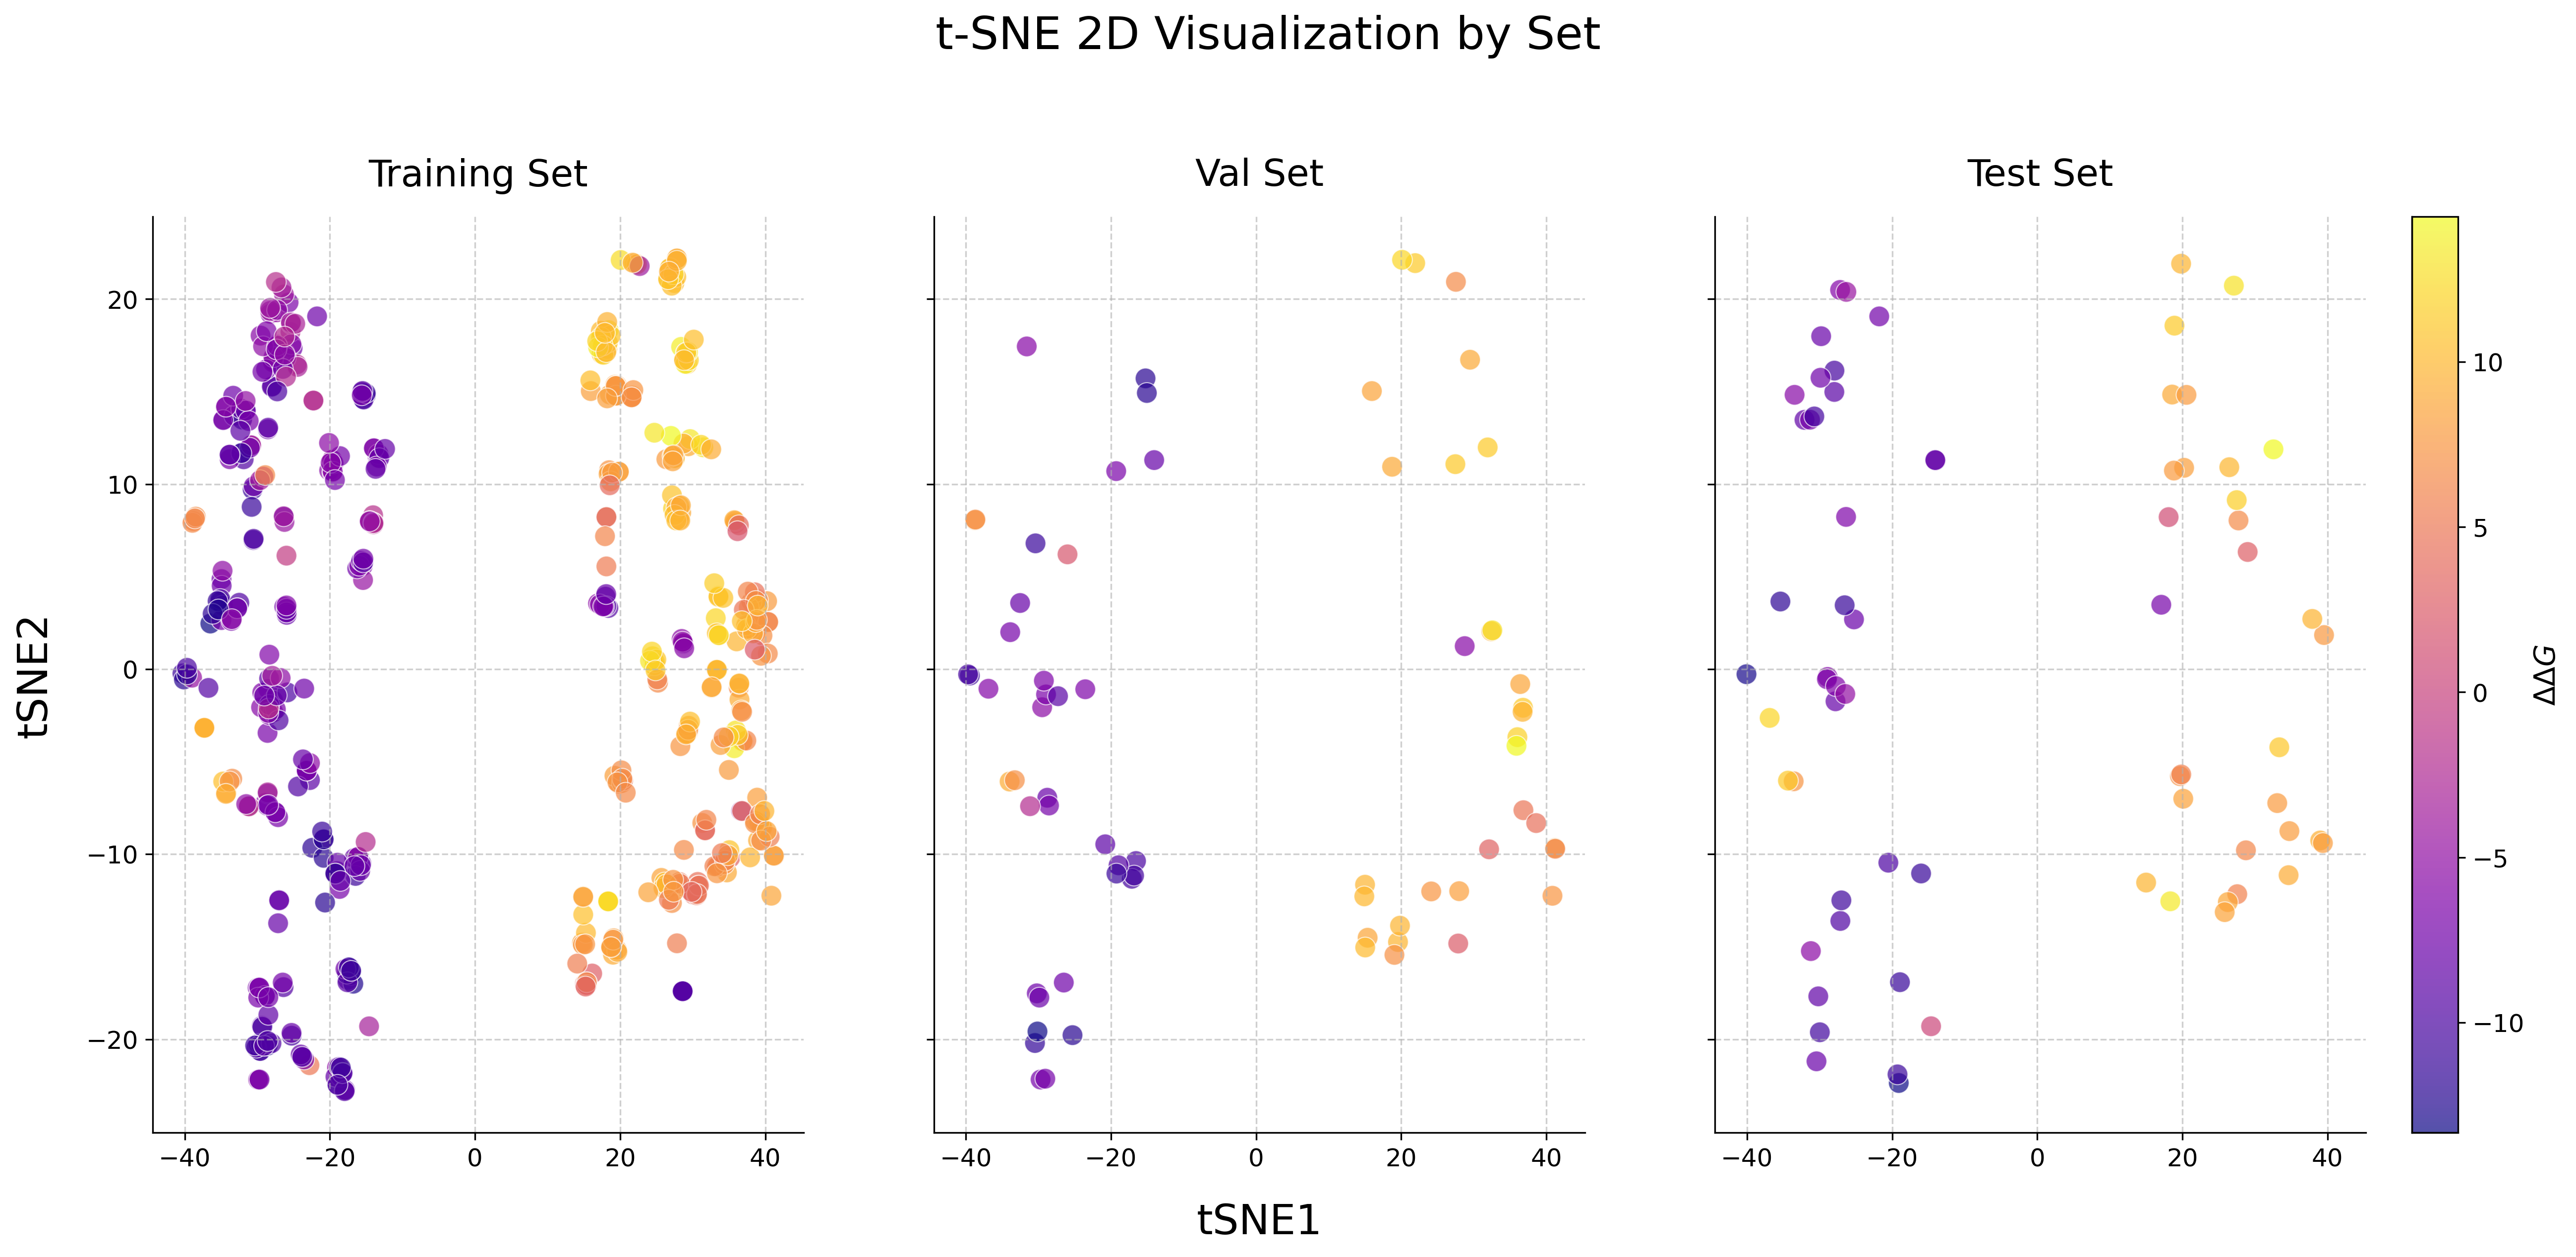 t-SNE 2D Visualization by Set
Training Set
Val Set
Test Set
20
10
0
−10
−20
tSNE2
−40 −20 0 20 40
−40 −20 0 20 40
−40 −20 0 20 40
tSNE1
10
5
0
−5
−10
ΔΔG